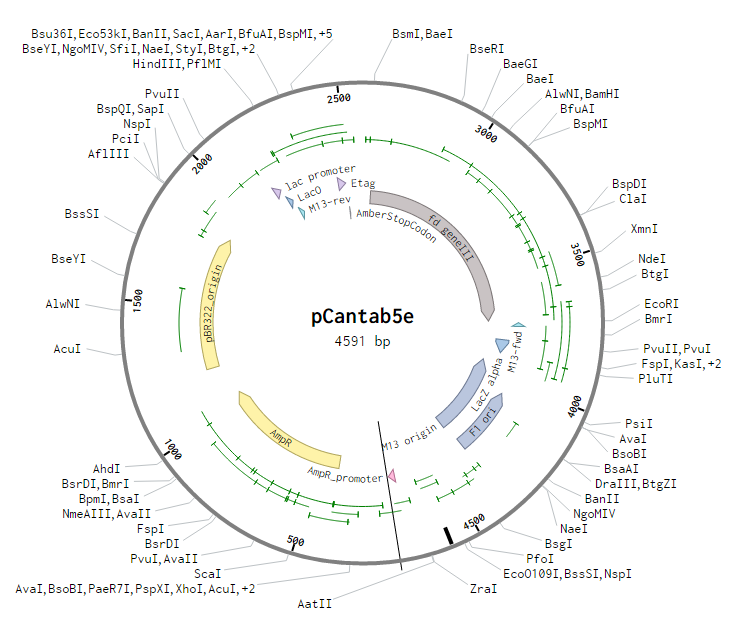 Bsu36I,Eco53kI,BanII,SacI,AarI,BfuAI,BspMI,+5
BseYI,NgoMIV,SfiI,NaeI,StyI,BtgI,+2
HindIII,PflMI
PvuII
BspQI,SapI
NspI
PciI
AflIII
BssSI
BseYI
AlwNI
AcuI
AhdI
BsrDI,BmrI
BpmI,BsaI
NmeAIII,AvaII
FspI
BsrDI
PvuI,AvaII
ScaI
AvaI,BsoBI,PaeR7I,PspXI,XhoI,AcuI,+2
AatII
BsmI,BaeI
BseRI
BaeGI
BaeI
AlwNI,BamHI
BfuAI
BspMI
BspDI
ClaI
XmnI
NdeI
BtgI
EcoRI
BmrI
PvuII,PvuI
FspI,KasI,+2
PluTI
PsiI
AvaI
BsoBI
BsaAI
DraIII,BtgZI
BanII
NgoMIV
NaeI
BsgI
PfoI
EcoO109I,BssSI,NspI
ZraI
2500
3000
3500
4000
4500
500
1000
1500
2000
lac promoter
LacO
M13-rev
Etag
AmberStopCodon
fd geneIII
M13-fwd
LacZ alpha
F1 ori
M13 origin
AmpR_promoter
AmpR
pBR322_origin
pCantab5e
4591 bp